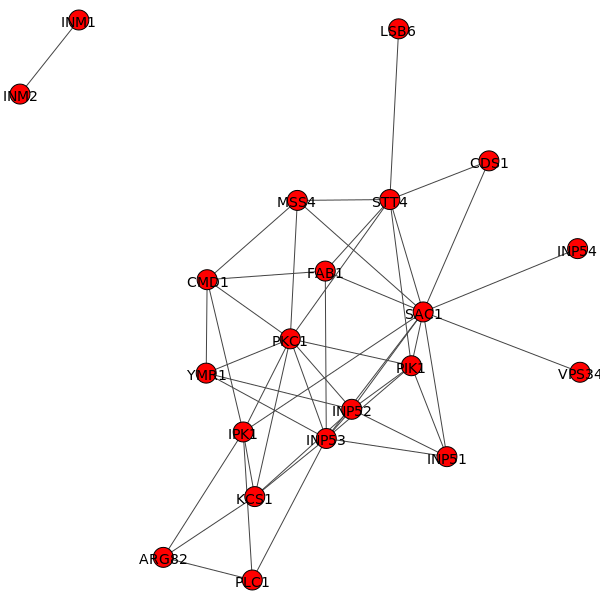 INM1
LSB6
INM2
CDS1
MSS4
STT4
INP54
FAB1
CMD1
SAC1
PKC1
PIK1
YMR1
VPS34
INP52
IPK1
INP53
INP51
KCS1
ARG82
PLC1